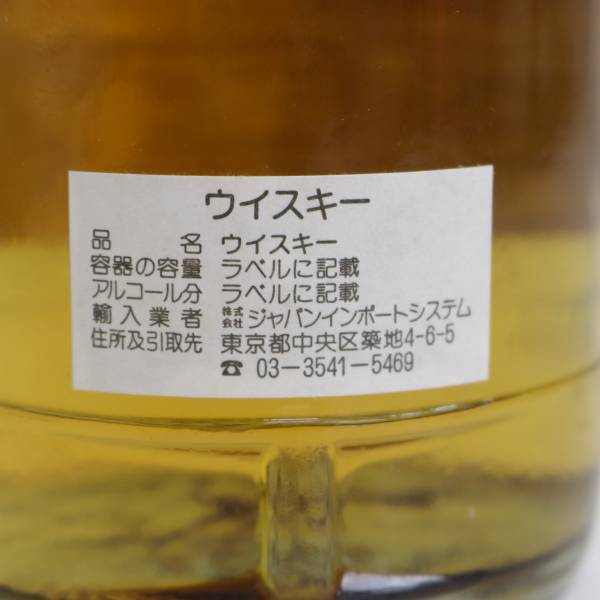 ウイスキー
品名 ウイスキー
容器の容量 ラベルに記載
アルコール分 ラベルに記載
輸入業者 株式会社ジャパンインポートシステム
住所及引取先 東京都中央区築地4-6-5
☎ 03-3541-5469